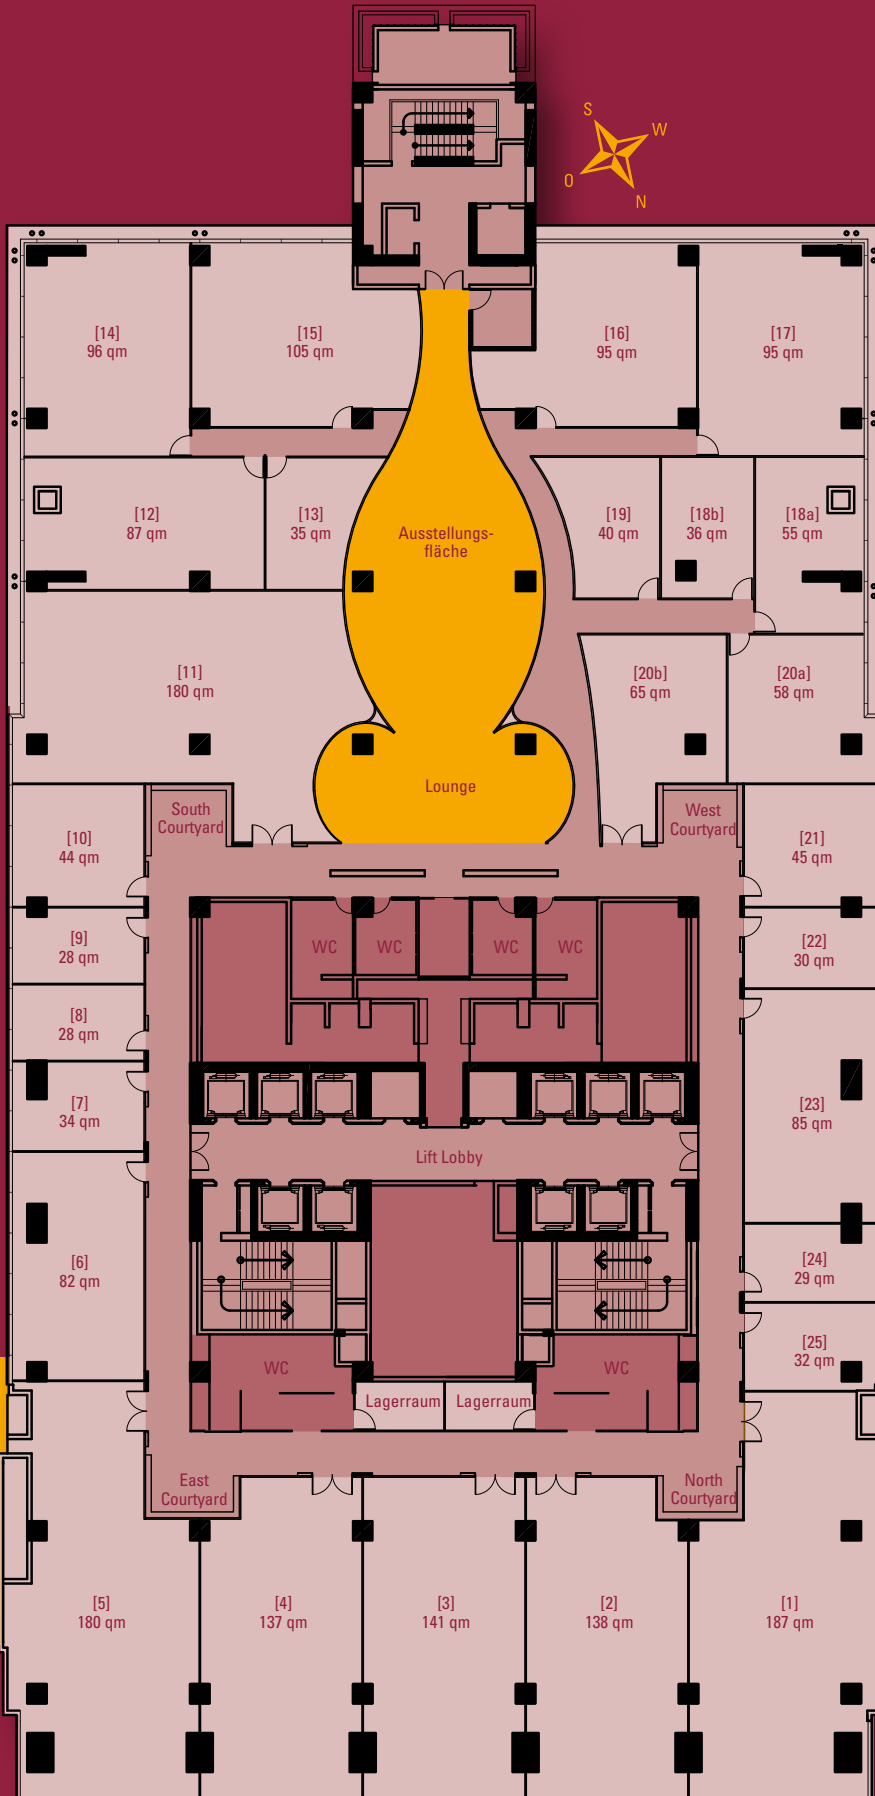 S
W
O
N
[14]
96 qm
[15]
105 qm
[16]
95 qm
[17]
95 qm
[12]
87 qm
[13]
35 qm
Ausstellungs-
fläche
[19]
40 qm
[18b]
36 qm
[18a]
55 qm
[11]
180 qm
[20b]
65 qm
[20a]
58 qm
Lounge
South
Courtyard
West
Courtyard
[10]
44 qm
[21]
45 qm
[9]
28 qm
WC
WC
WC
WC
[22]
30 qm
[8]
28 qm
[7]
34 qm
[23]
85 qm
Lift Lobby
[6]
82 qm
[24]
29 qm
[25]
32 qm
WC
WC
Lagerraum
Lagerraum
East
Courtyard
North
Courtyard
[5]
180 qm
[4]
137 qm
[3]
141 qm
[2]
138 qm
[1]
187 qm